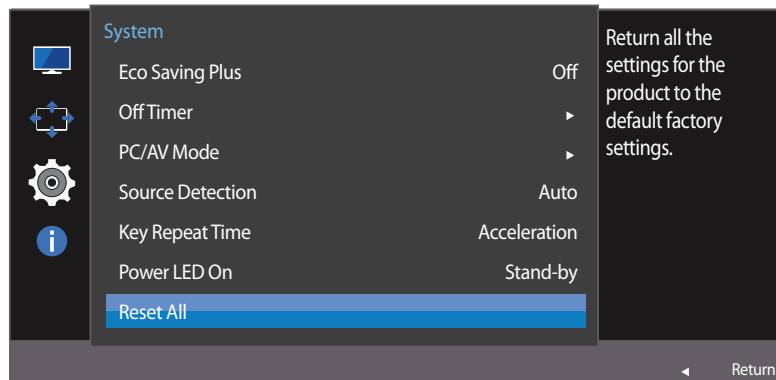 System
Eco Saving Plus Off
Off Timer ►
PC/AV Mode ►
Source Detection Auto
Key Repeat Time Acceleration
Power LED On Stand-by
Reset All
Return all the
settings for the
product to the
default factory
settings.
◄ Return